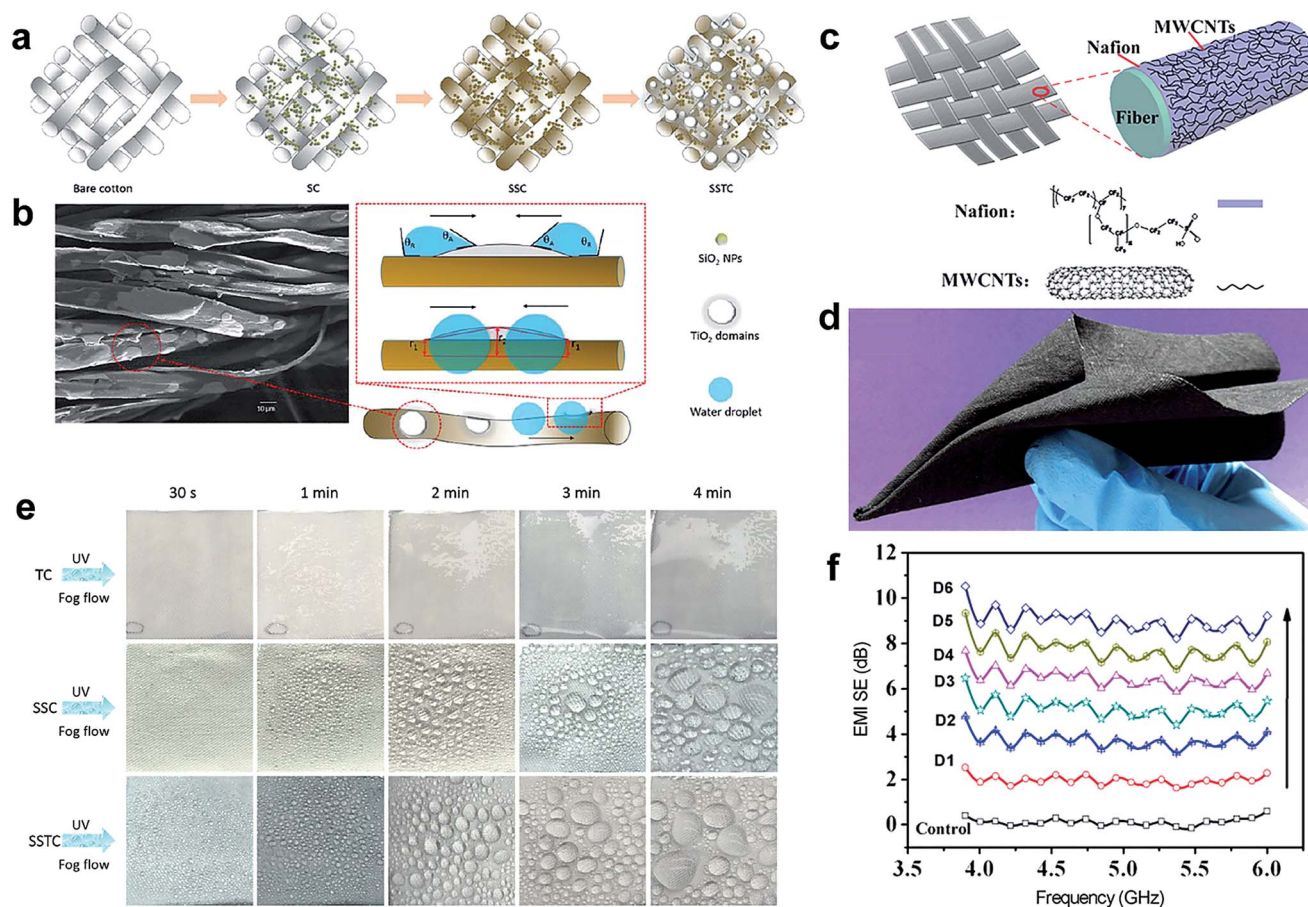 a
Bare cotton
SC
SSC
SSTC
b
10 μm
θR
θA
θA
θR
r1
r2
r1
SiO2 NPs
TiO2 domains
Water droplet
c
MWCNTs
Nafion
Fiber
Nafion:
MWCNTs:
d
e
30 s 1 min 2 min 3 min 4 min
TC
UV
Fog flow
SSC
UV
Fog flow
SSTC
UV
Fog flow
f
12
10
8
6
4
2
0
EMI SE (dB)
D6
D5
D4
D3
D2
D1
Control
3.5 4.0 4.5 5.0 5.5 6.0
Frequency (GHz)